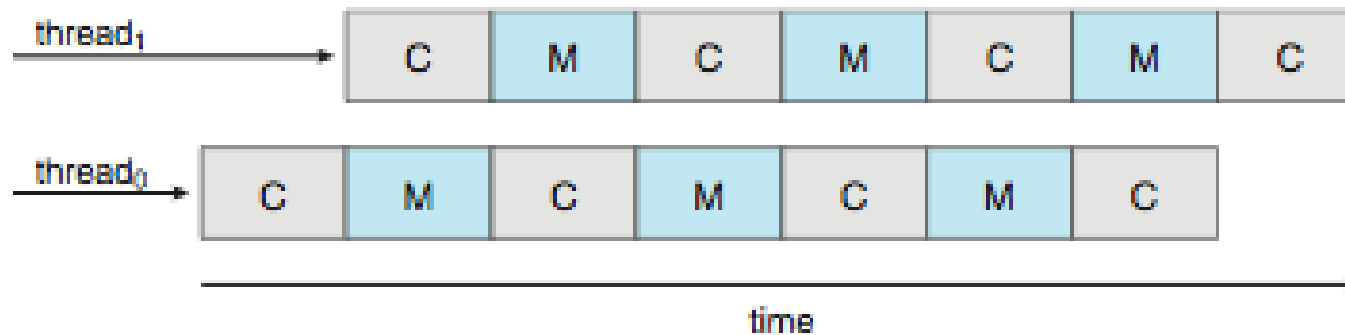 thread₁ C M C M C M C
thread₀ C M C M C M C
time